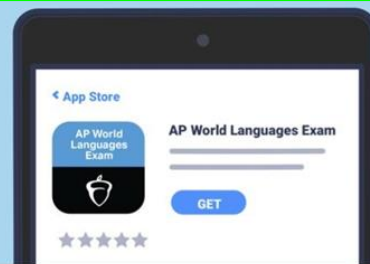 App Store
AP World
Languages
Exam
AP World Languages Exam
GET